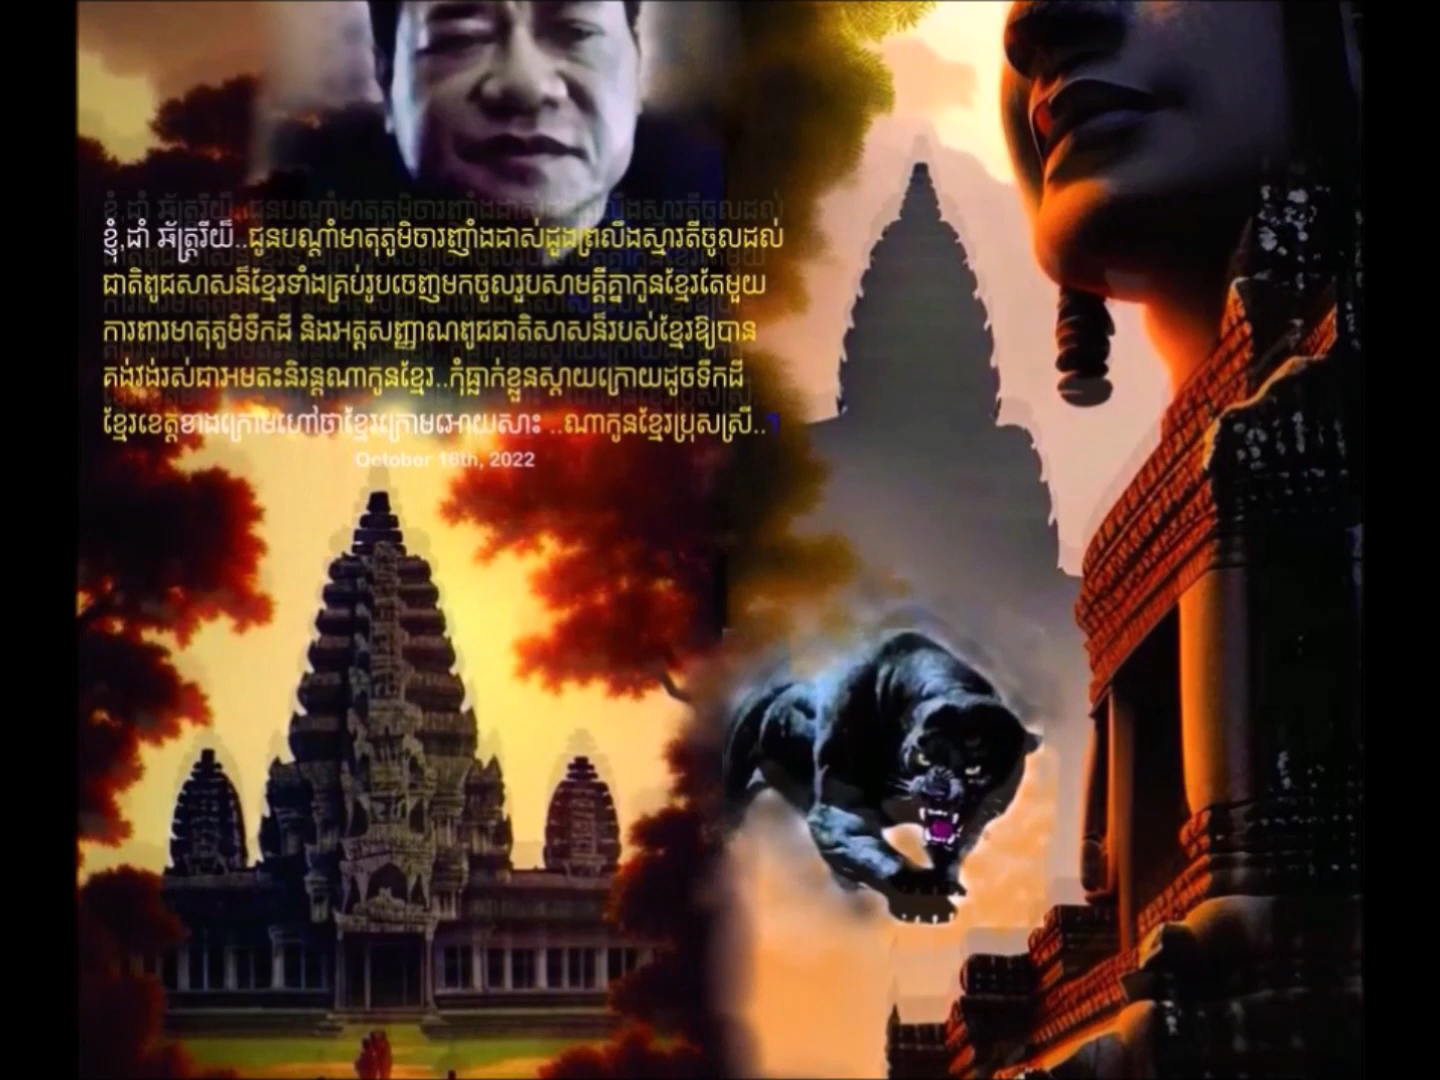 ខ្ញុំ,ដាំ អ័ត្រ្តវីយ៍..ជូនបណ្ដាំមាតុភូមិចារញាំងដាស់ដួងព្រលឹងស្មារតីចូលដល់
ជាតិពូជសាសន៏ខ្មែរទាំងគ្រប់រូបចេញមកចូលរួបសាមគ្គីគ្នាកូនខ្មែរតែមួយ
ការពារមាតុភូមិទឹកដី និងអត្តសញ្ញាណពូជជាតិសាសន៏របស់ខ្មែរឱ្យបាន
គង់វង់រស់ជាអមតះនិរន្តណាកូនខ្មែរ..កុំធ្លាក់ខ្លួនស្ដាយក្រោយដូចទឹកដី
ខ្មែរខេត្តខាងក្រោមហៅថាខ្មែរក្រោមអោយសោះ ..ណាកូនខ្មែរប្រុសស្រី..។
October 16th, 2022